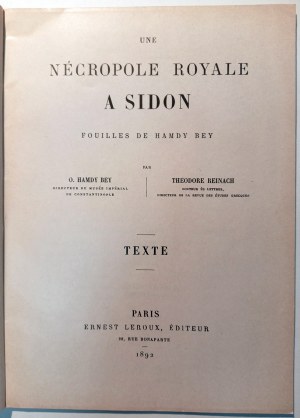 UNE
NÉCROPOLE ROYALE
A SIDON
FOUILLES DE HAMDY BEY
PAR
O. HAMDY BEY
DIRECTEUR DU MUSÉE IMPÉRIAL
DE CONSTANTINOPLE
THEODORE REINACH
DOCTEUR ÈS LETTRES,
DIRECTEUR DE LA REVUE DES ÉTUDES GRECQUES
TEXTE
PARIS
ERNEST LEROUX, ÉDITEUR
28, RUE BONAPARTE
1892